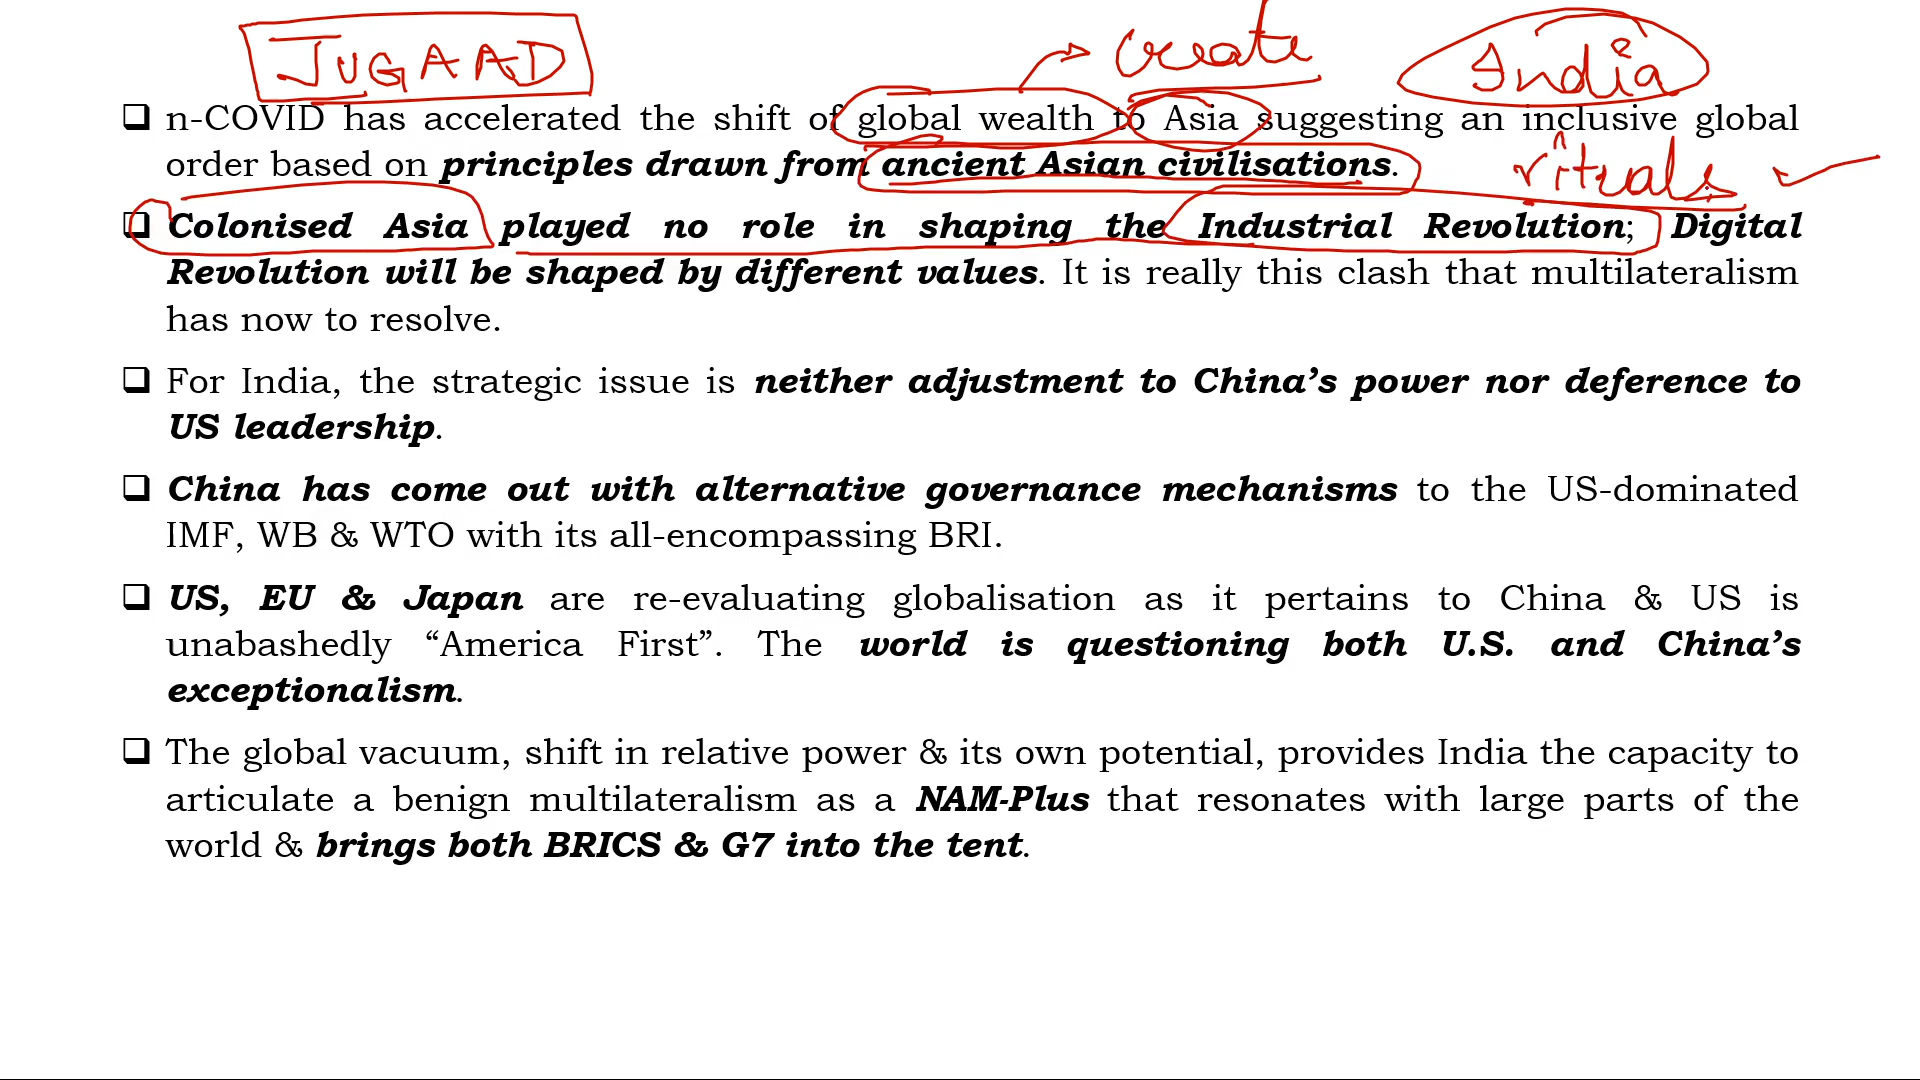 JUGAAD
create
India
❑ n-COVID has accelerated the shift of global wealth to Asia suggesting an inclusive global
order based on principles drawn from ancient Asian civilisations.
rituals
❑ Colonised Asia played no role in shaping the Industrial Revolution; Digital
Revolution will be shaped by different values. It is really this clash that multilateralism
has now to resolve.
❑ For India, the strategic issue is neither adjustment to China’s power nor deference to
US leadership.
❑ China has come out with alternative governance mechanisms to the US-dominated
IMF, WB & WTO with its all-encompassing BRI.
❑ US, EU & Japan are re-evaluating globalisation as it pertains to China & US is
unabashedly “America First”. The world is questioning both U.S. and China’s
exceptionalism.
❑ The global vacuum, shift in relative power & its own potential, provides India the capacity to
articulate a benign multilateralism as a NAM-Plus that resonates with large parts of the
world & brings both BRICS & G7 into the tent.